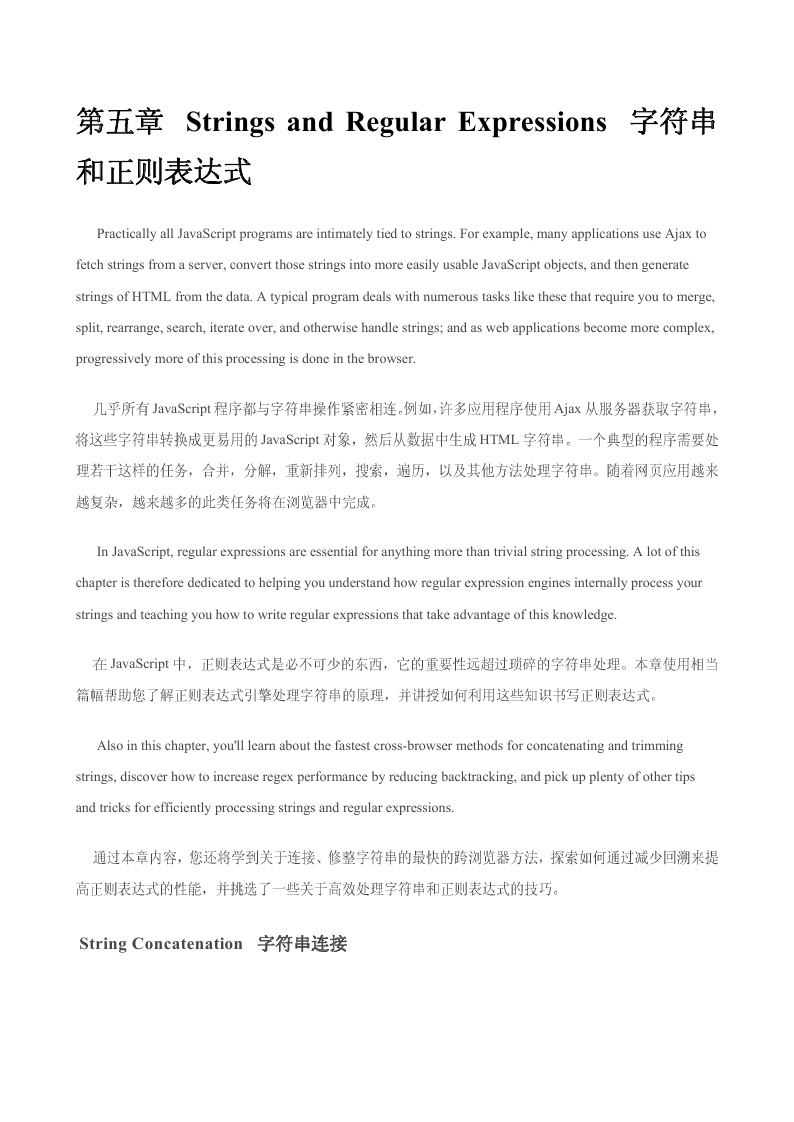 第五章 Strings and Regular Expressions 字符串
和正则表达式
Practically all JavaScript programs are intimately tied to strings. For example, many applications use Ajax to
fetch strings from a server, convert those strings into more easily usable JavaScript objects, and then generate
strings of HTML from the data. A typical program deals with numerous tasks like these that require you to merge,
split, rearrange, search, iterate over, and otherwise handle strings; and as web applications become more complex,
progressively more of this processing is done in the browser.
几乎所有 JavaScript 程序都与字符串操作紧密相连。例如，许多应用程序使用 Ajax 从服务器获取字符串，
将这些字符串转换成更易用的 JavaScript 对象，然后从数据中生成 HTML 字符串。一个典型的程序需要处
理若干这样的任务，合并，分解，重新排列，搜索，遍历，以及其他方法处理字符串。随着网页应用越来
越复杂，越来越多的此类任务将在浏览器中完成。
In JavaScript, regular expressions are essential for anything more than trivial string processing. A lot of this
chapter is therefore dedicated to helping you understand how regular expression engines internally process your
strings and teaching you how to write regular expressions that take advantage of this knowledge.
在 JavaScript 中，正则表达式是必不可少的东西，它的重要性远超过琐碎的字符串处理。本章使用相当
篇幅帮助您了解正则表达式引擎处理字符串的原理，并讲授如何利用这些知识书写正则表达式。
Also in this chapter, you'll learn about the fastest cross-browser methods for concatenating and trimming
strings, discover how to increase regex performance by reducing backtracking, and pick up plenty of other tips
and tricks for efficiently processing strings and regular expressions.
通过本章内容，您还将学到关于连接、修整字符串的最快的跨浏览器方法，探索如何通过减少回溯来提
高正则表达式的性能，并挑选了一些关于高效处理字符串和正则表达式的技巧。
String Concatenation 字符串连接